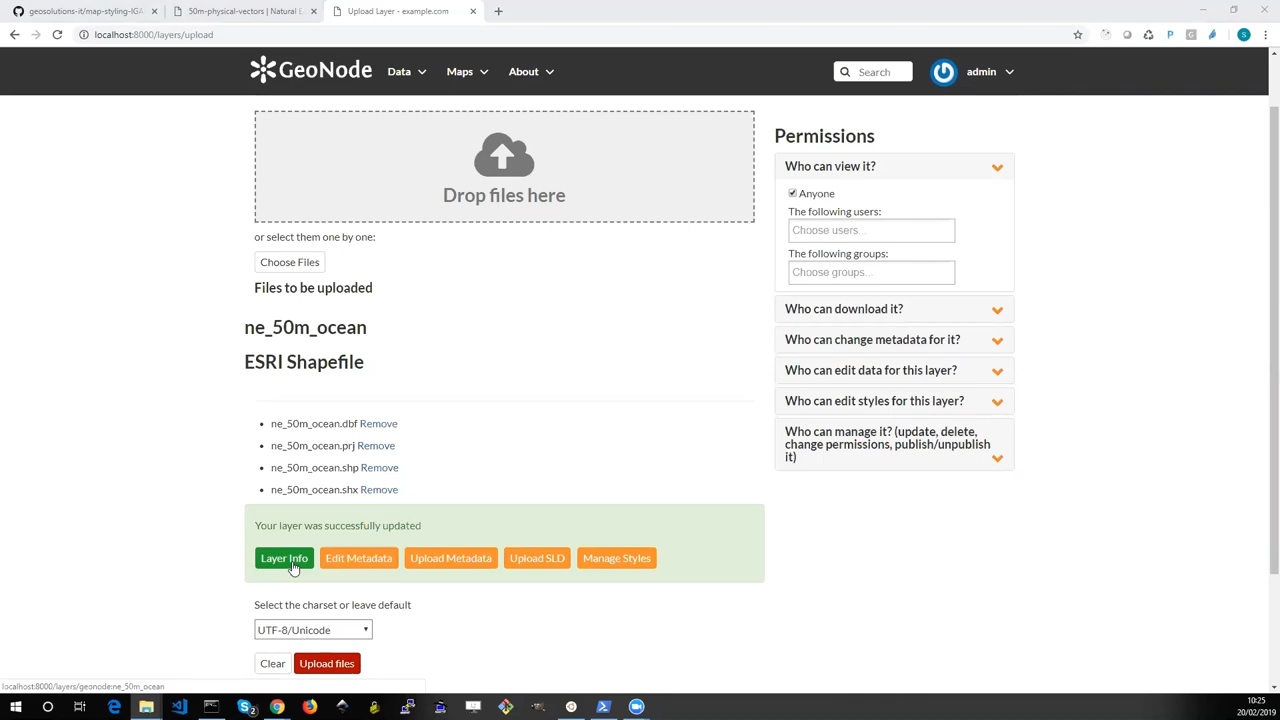 geosolutions-it/map-styling-IGA
50m-physical-vectors | Natural E
Upload Layer - example.com
localhost:8000/layers/upload
GeoNode
Data
Maps
About
Search
admin
Drop files here
or select them one by one:
Choose Files
Files to be uploaded
ne_50m_ocean
ESRI Shapefile
ne_50m_ocean.dbf Remove
ne_50m_ocean.prj Remove
ne_50m_ocean.shp Remove
ne_50m_ocean.shx Remove
Your layer was successfully updated
Layer Info
Edit Metadata
Upload Metadata
Upload SLD
Manage Styles
Select the charset or leave default
UTF-8/Unicode
Clear
Upload files
Permissions
Who can view it?
Anyone
The following users:
Choose users...
The following groups:
Choose groups...
Who can download it?
Who can change metadata for it?
Who can edit data for this layer?
Who can edit styles for this layer?
Who can manage it? (update, delete,
change permissions, publish/unpublish
it)
localhost:8000/layers/geonode:ne_50m_ocean
10:25
20/02/2019